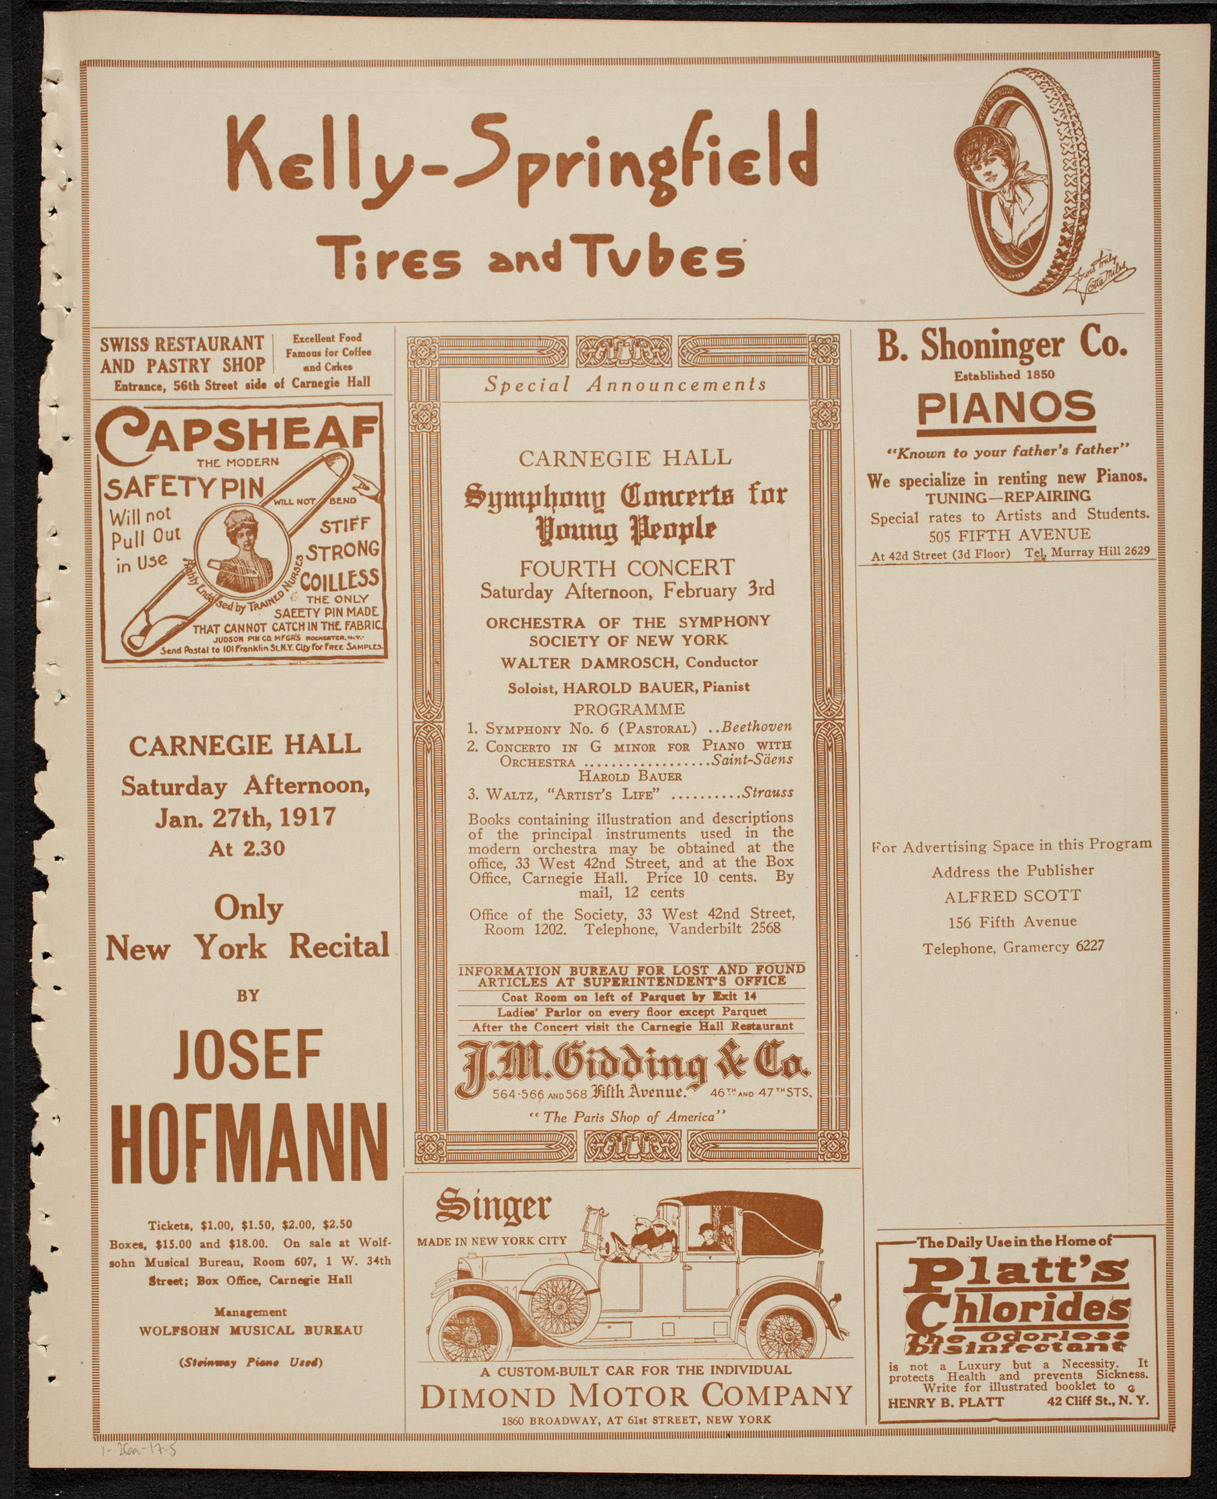 Kelly-Springfield
Tires and Tubes
Yours truly
Lotta Miles
SWISS RESTAURANT
AND PASTRY SHOP
Excellent Food
Famous for Coffee
and Cakes
Entrance, 56th Street side of Carnegie Hall
CAPSHEAF
THE MODERN
SAFETY PIN
WILL NOT BEND
Will not
Pull Out
in Use
STIFF
STRONG
COILLESS
Highly Endorsed by TRAINED NURSES
THE ONLY
SAFETY PIN MADE
THAT CANNOT CATCH IN THE FABRIC
JUDSON PIN CO. MFGRS ROCHESTER, N.Y.
Send Postal to 101 Franklin St. N.Y. City for FREE SAMPLES
CARNEGIE HALL
Saturday Afternoon,
Jan. 27th, 1917
At 2.30
Only
New York Recital
BY
JOSEF
HOFMANN
Tickets, $1.00, $1.50, $2.00, $2.50
Boxes, $15.00 and $18.00. On sale at Wolf-
sohn Musical Bureau, Room 607, 1 W. 34th
Street; Box Office, Carnegie Hall
Management
WOLFSOHN MUSICAL BUREAU
(Steinway Piano Used)
Special Announcements
CARNEGIE HALL
Symphony Concerts for
Young People
FOURTH CONCERT
Saturday Afternoon, February 3rd
ORCHESTRA OF THE SYMPHONY
SOCIETY OF NEW YORK
WALTER DAMROSCH, Conductor
Soloist, HAROLD BAUER, Pianist
PROGRAMME
1. SYMPHONY NO. 6 (PASTORAL) ..Beethoven
2. CONCERTO IN G MINOR FOR PIANO WITH
ORCHESTRA ..................Saint-Säens
HAROLD BAUER
3. WALTZ, "ARTIST'S LIFE" ..........Strauss
Books containing illustration and descriptions
of the principal instruments used in the
modern orchestra may be obtained at the
office, 33 West 42nd Street, and at the Box
Office, Carnegie Hall. Price 10 cents. By
mail, 12 cents
Office of the Society, 33 West 42nd Street,
Room 1202. Telephone, Vanderbilt 2568
INFORMATION BUREAU FOR LOST AND FOUND
ARTICLES AT SUPERINTENDENT'S OFFICE
Coat Room on left of Parquet by Exit 14
Ladies' Parlor on every floor except Parquet
After the Concert visit the Carnegie Hall Restaurant
J.M. Gidding & Co.
564-566 AND 568 Fifth Avenue. 46TH AND 47TH STS.
"The Paris Shop of America"
Singer
MADE IN NEW YORK CITY
A CUSTOM-BUILT CAR FOR THE INDIVIDUAL
DIMOND MOTOR COMPANY
1860 BROADWAY, AT 61st STREET, NEW YORK
B. Shoninger Co.
Established 1850
PIANOS
"Known to your father's father"
We specialize in renting new Pianos.
TUNING—REPAIRING
Special rates to Artists and Students.
505 FIFTH AVENUE
At 42d Street (3d Floor) Tel. Murray Hill 2629
For Advertising Space in this Program
Address the Publisher
ALFRED SCOTT
156 Fifth Avenue
Telephone, Gramercy 6227
The Daily Use in the Home of
Platt's
Chlorides
The Odorless
Disinfectant
is not a Luxury but a Necessity. It
protects Health and prevents Sickness.
Write for illustrated booklet to
HENRY B. PLATT 42 Cliff St., N. Y.